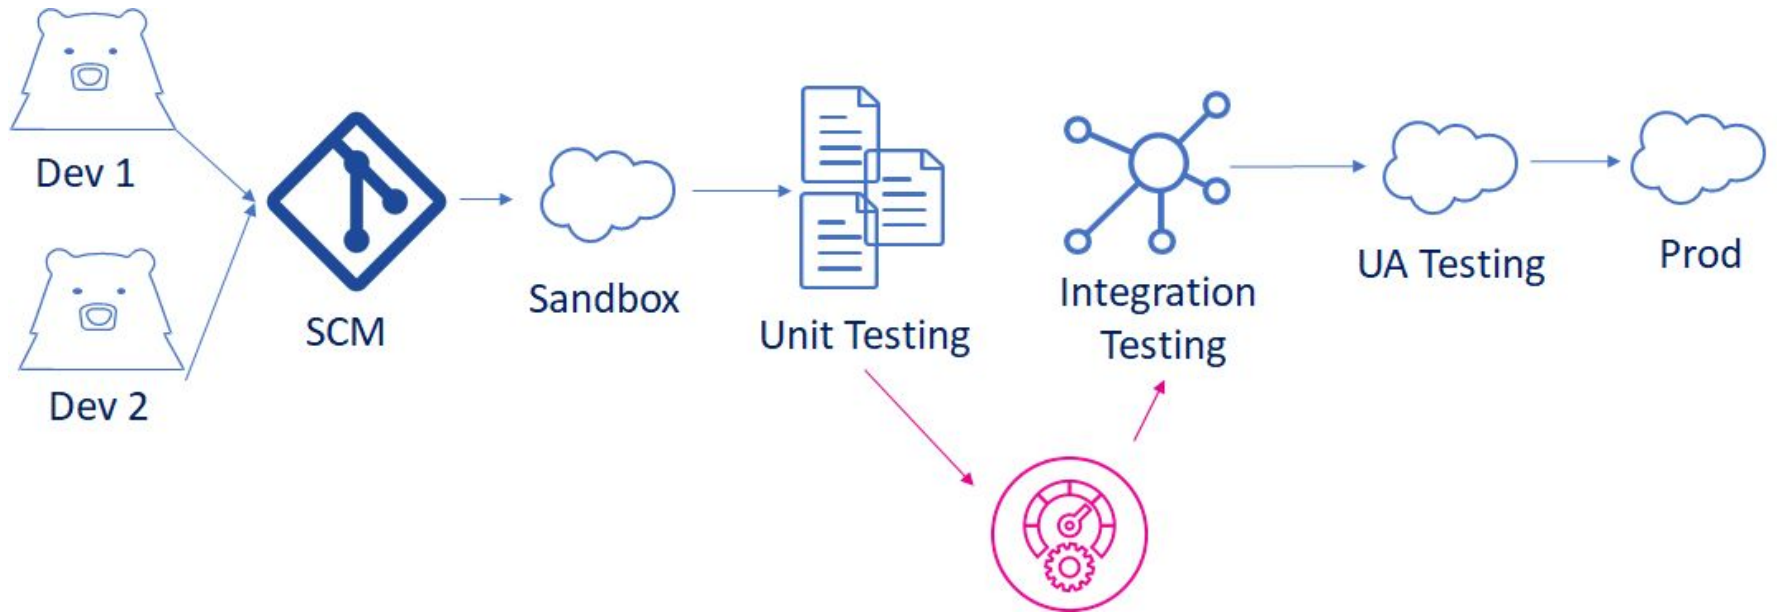 Dev 1
Dev 2
SCM
Sandbox
Unit Testing
Integration
Testing
UA Testing
Prod